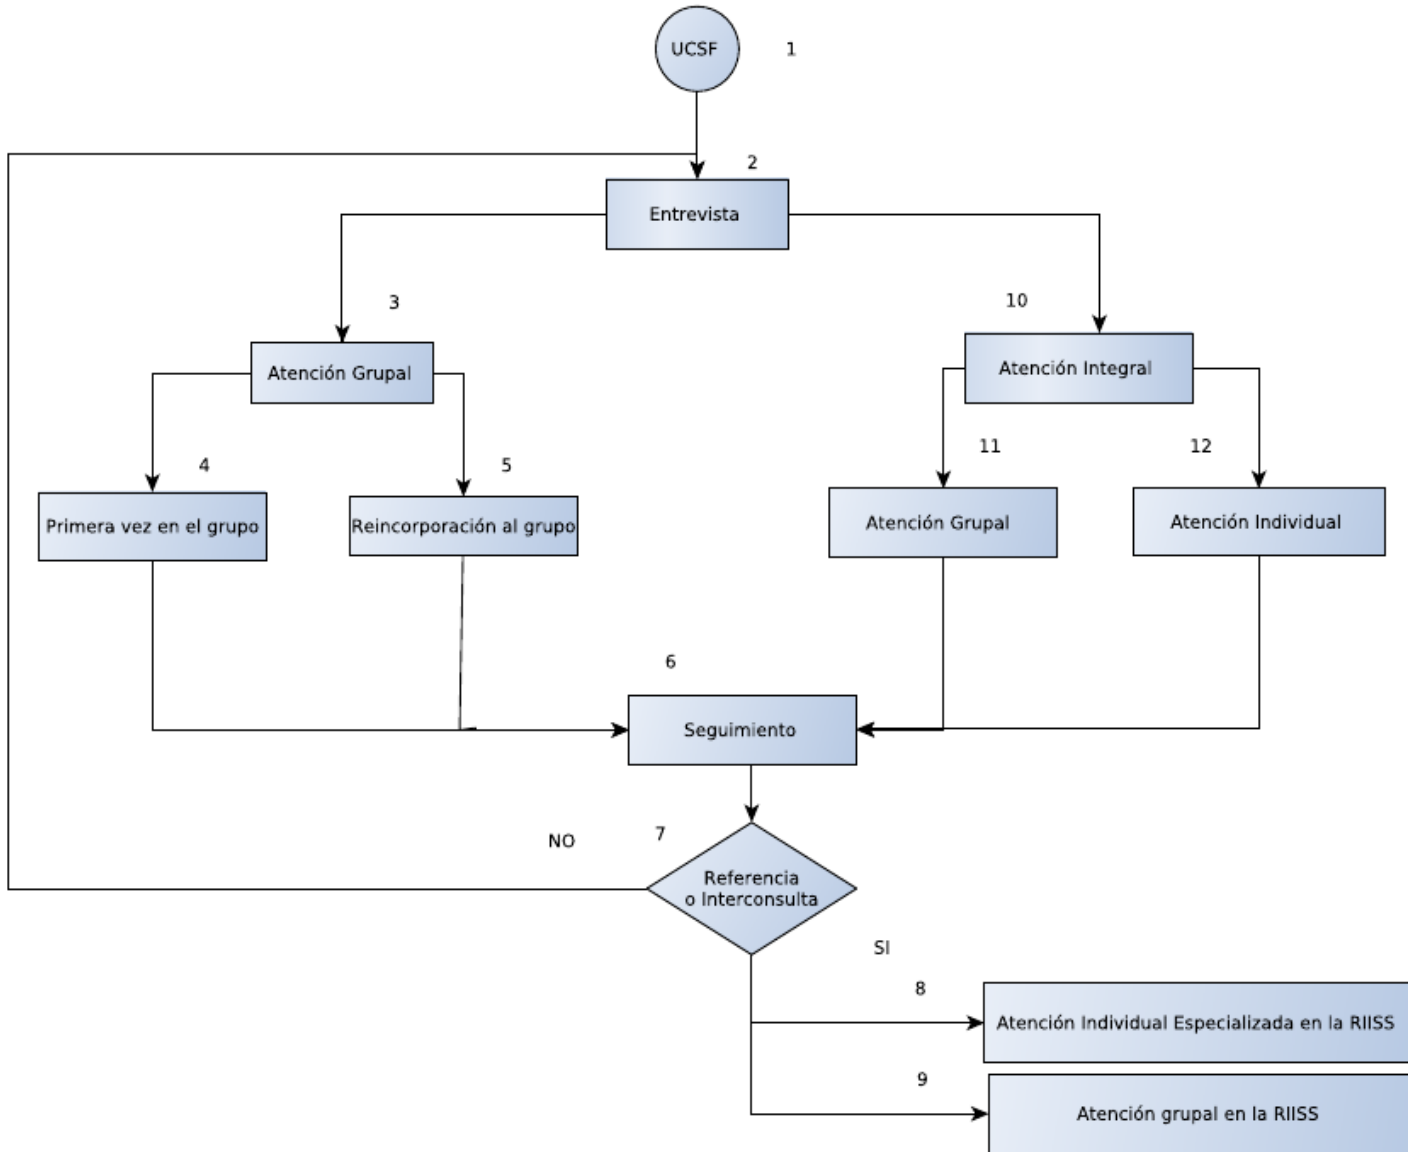 UCSF
1
2
Entrevista
3
10
Atención Grupal
Atención Integral
4
5
11
12
Primera vez en el grupo
Reincorporación al grupo
Atención Grupal
Atención Individual
6
Seguimiento
NO
7
Referencia
o Interconsulta
SI
8
Atención Individual Especializada en la RIISS
9
Atención grupal en la RIISS